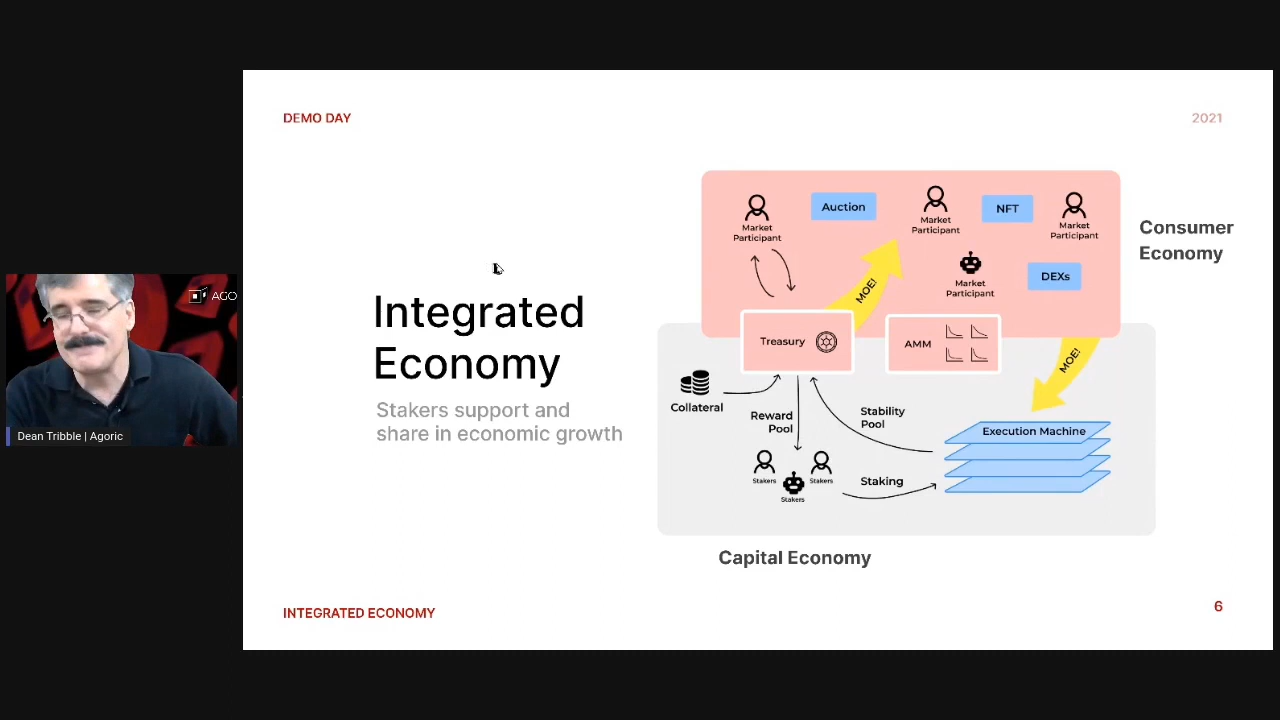 DEMO DAY
2021
Integrated
Economy
Stakers support and
share in economic growth
Market
Participant
Auction
Market
Participant
NFT
Market
Participant
Market
Participant
DEXs
Consumer
Economy
MOE!
MOE!
Treasury
AMM
Collateral
Reward
Pool
Stability
Pool
Execution Machine
Stakers
Stakers
Stakers
Staking
Capital Economy
INTEGRATED ECONOMY
6
AGO
Dean Tribble | Agoric